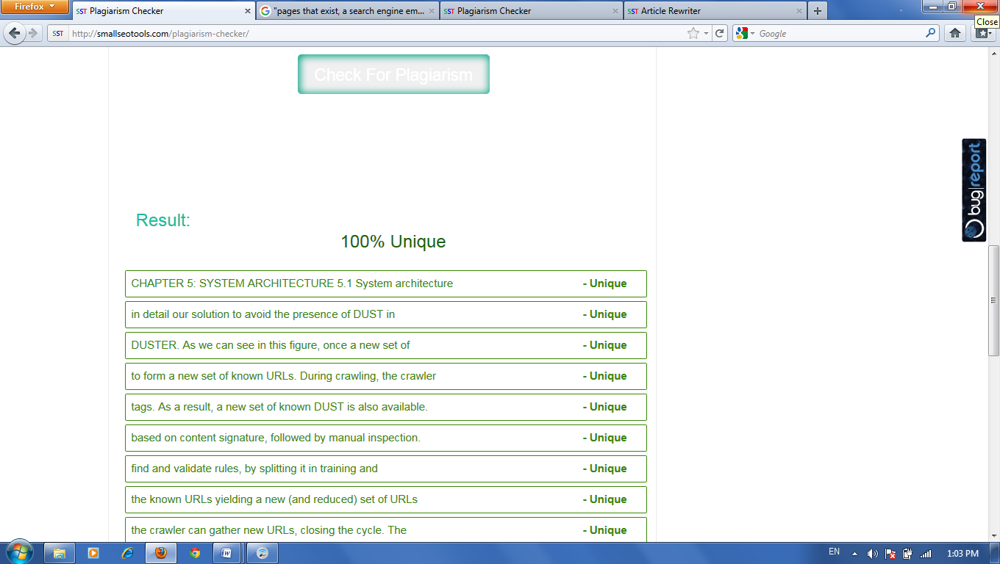 Firefox
SST Plagiarism Checker
"pages that exist, a search engine em...
SST Plagiarism Checker
SST Article Rewriter
Close
SST http://smallseotools.com/plagiarism-checker/
Google
Check For Plagiarism
bug|report
Result:
100% Unique
CHAPTER 5: SYSTEM ARCHITECTURE 5.1 System architecture - Unique
in detail our solution to avoid the presence of DUST in - Unique
DUSTER. As we can see in this figure, once a new set of - Unique
to form a new set of known URLs. During crawling, the crawler - Unique
tags. As a result, a new set of known DUST is also available. - Unique
based on content signature, followed by manual inspection. - Unique
find and validate rules, by splitting it in training and - Unique
the known URLs yielding a new (and reduced) set of URLs - Unique
the crawler can gather new URLs, closing the cycle. The - Unique
EN
1:03 PM